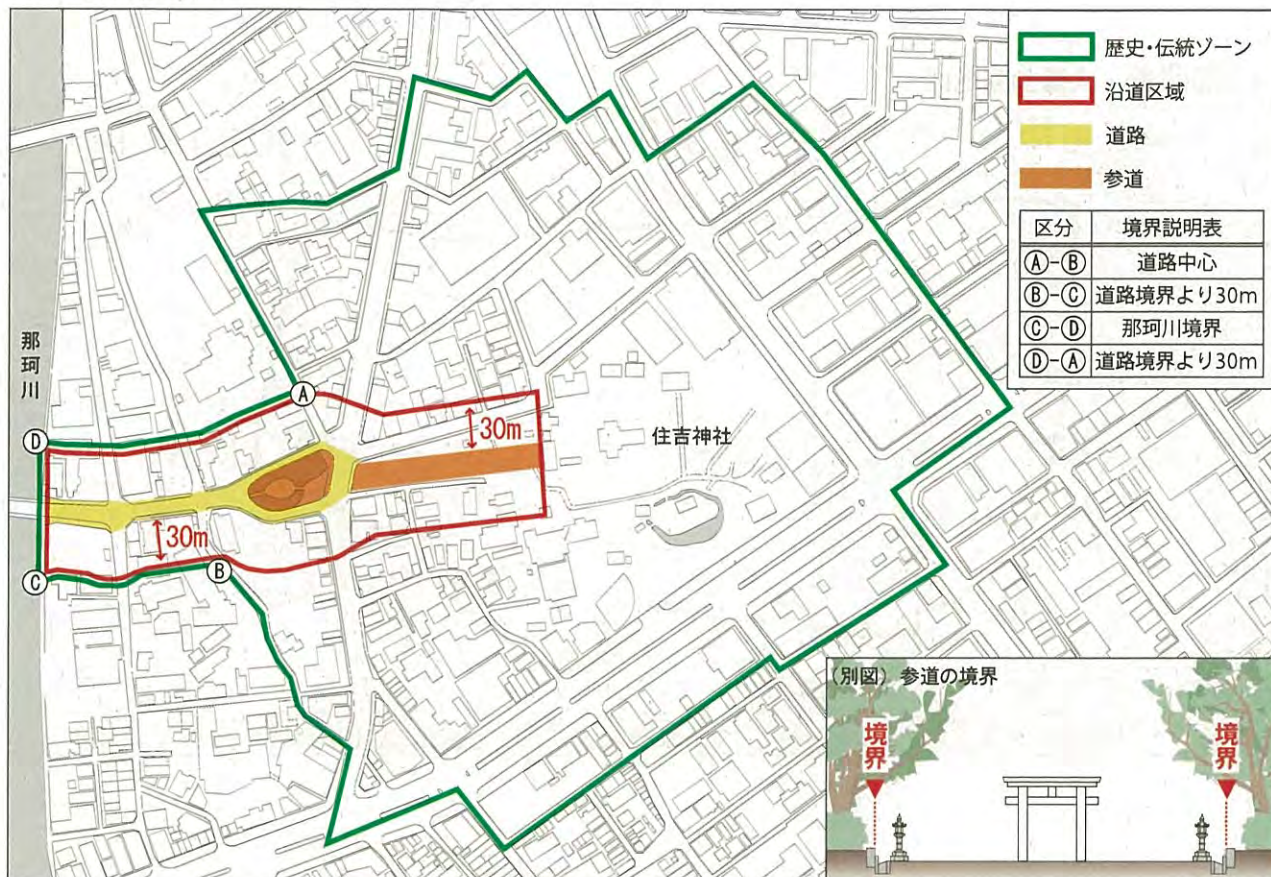 歴史・伝統ゾーン
沿道区域
道路
参道
区分 境界説明表
Ⓐ-Ⓑ 道路中心
Ⓑ-Ⓒ 道路境界より30m
Ⓒ-Ⓓ 那珂川境界
Ⓓ-Ⓐ 道路境界より30m
那珂川
Ⓐ
Ⓓ
30m
住吉神社
30m
Ⓑ
Ⓒ
(別図) 参道の境界
境界
境界